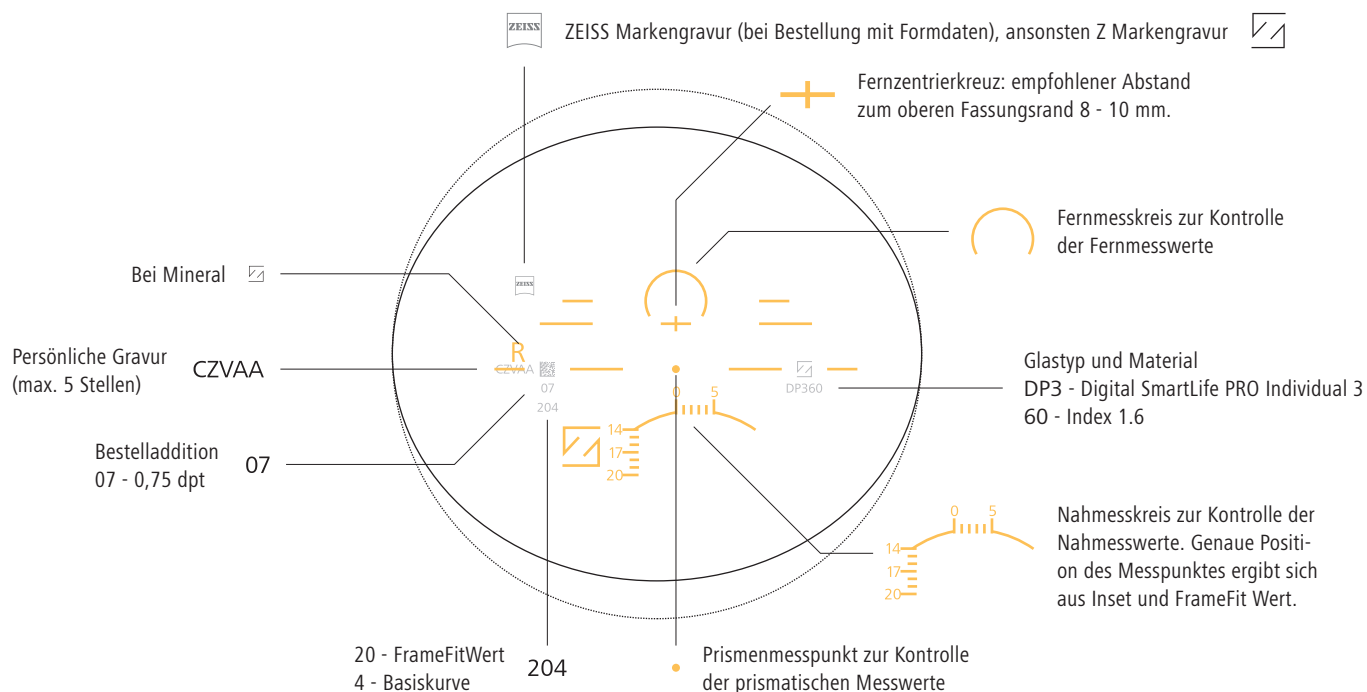 ZEISS
ZEISS Markengravur (bei Bestellung mit Formdaten), ansonsten Z Markengravur
Fernzentrierkreuz: empfohlener Abstand
zum oberen Fassungsrand 8 - 10 mm.
Fernmesskreis zur Kontrolle
der Fernmesswerte
Bei Mineral
ZEISS
Persönliche Gravur
(max. 5 Stellen)
CZVAA
R
CZVAA
07
204
DP360
Glastyp und Material
DP3 - Digital SmartLife PRO Individual 3
60 - Index 1.6
0 5
14
17
20
Bestelladdition
07 - 0,75 dpt
07
0 5
14
17
20
Nahmesskreis zur Kontrolle der
Nahmesswerte. Genaue Positi-
on des Messpunktes ergibt sich
aus Inset und FrameFit Wert.
20 - FrameFitWert
4 - Basiskurve
204
Prismenmesspunkt zur Kontrolle
der prismatischen Messwerte